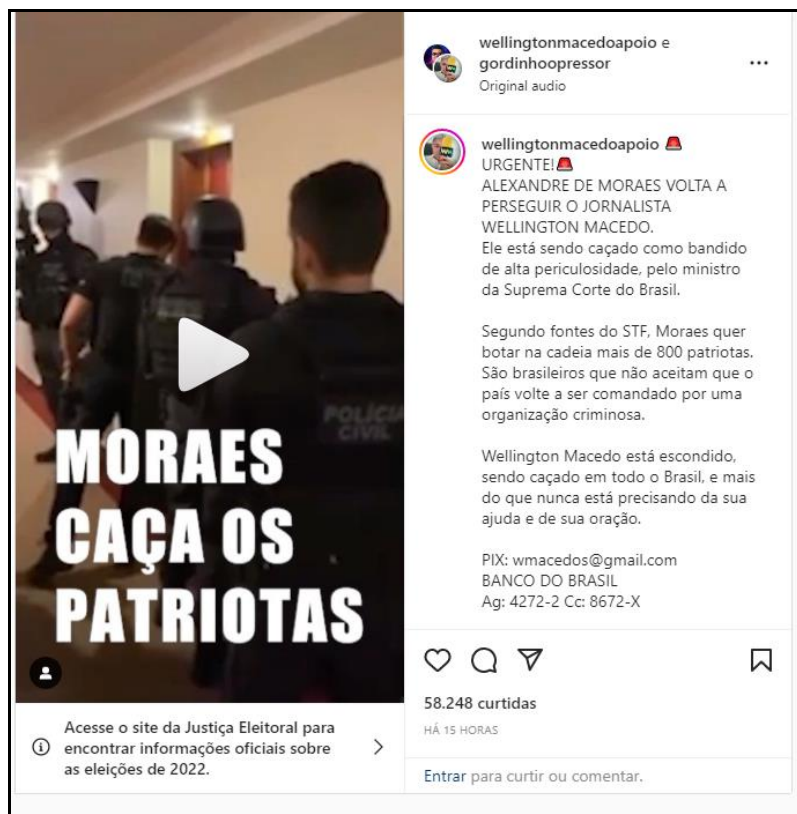 POLÍCIA
CIVIL
MORAES
CAÇA OS
PATRIOTAS
Acesse o site da Justiça Eleitoral para
encontrar informações oficiais sobre
as eleições de 2022.
wellingtonmacedoapoio e
gordinhoopressor
Original audio
wellingtonmacedoapoio 🚨
URGENTE!🚨
ALEXANDRE DE MORAES VOLTA A
PERSEGUIR O JORNALISTA
WELLINGTON MACEDO.
Ele está sendo caçado como bandido
de alta periculosidade, pelo ministro
da Suprema Corte do Brasil.
Segundo fontes do STF, Moraes quer
botar na cadeia mais de 800 patriotas.
São brasileiros que não aceitam que o
país volte a ser comandado por uma
organização criminosa.
Wellington Macedo está escondido,
sendo caçado em todo o Brasil, e mais
do que nunca está precisando da sua
ajuda e de sua oração.
PIX: wmacedos@gmail.com
BANCO DO BRASIL
Ag: 4272-2 Cc: 8672-X
58.248 curtidas
HÁ 15 HORAS
Entrar para curtir ou comentar.